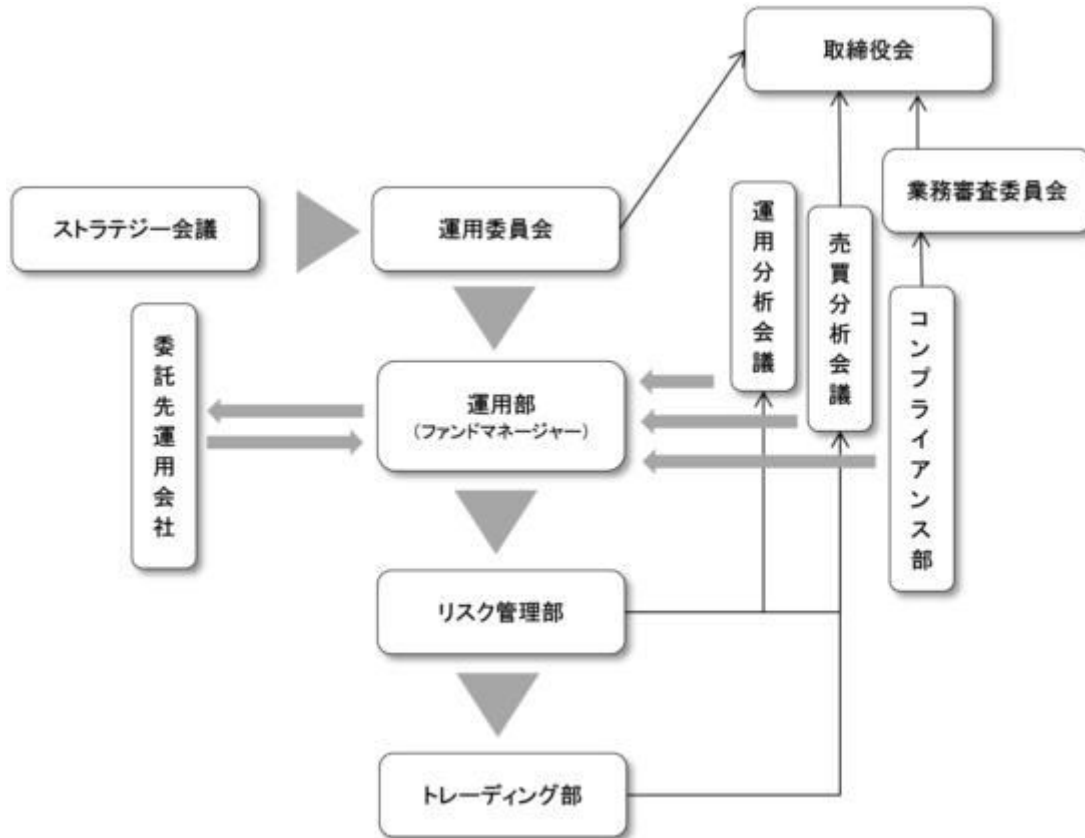 取締役会
業務審査委員会
ストラテジー会議
運用委員会
運用分析会議
売買分析会議
コンプライアンス部
委託先運用会社
運用部
（ファンドマネージャー）
リスク管理部
トレーディング部